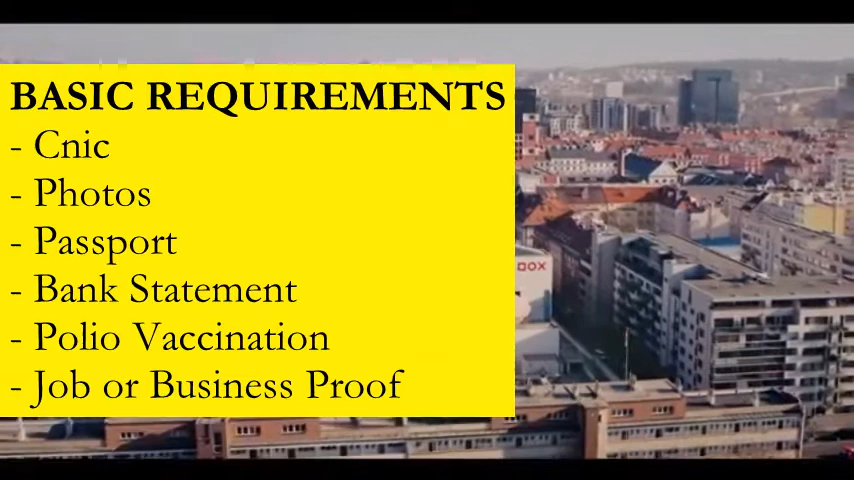 BASIC REQUIREMENTS
- Cnic
- Photos
- Passport
- Bank Statement
- Polio Vaccination
- Job or Business Proof